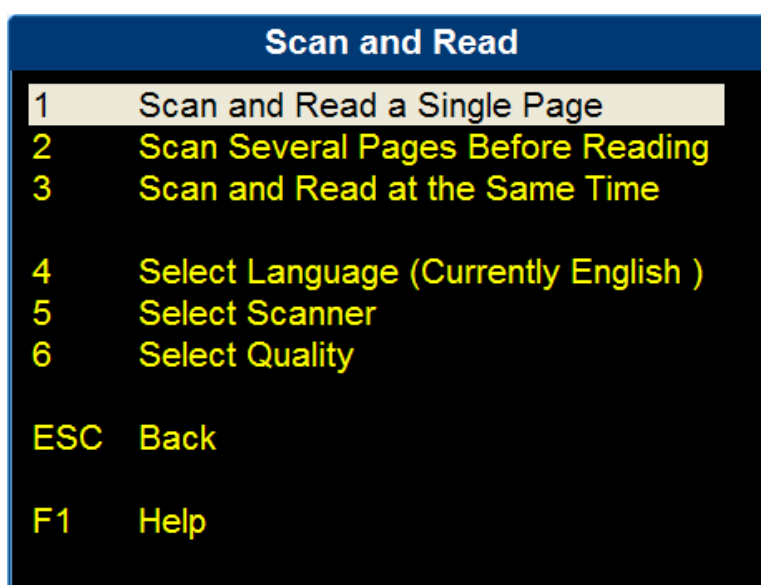 Scan and Read
1 Scan and Read a Single Page
2 Scan Several Pages Before Reading
3 Scan and Read at the Same Time
4 Select Language (Currently English )
5 Select Scanner
6 Select Quality
ESC Back
F1 Help